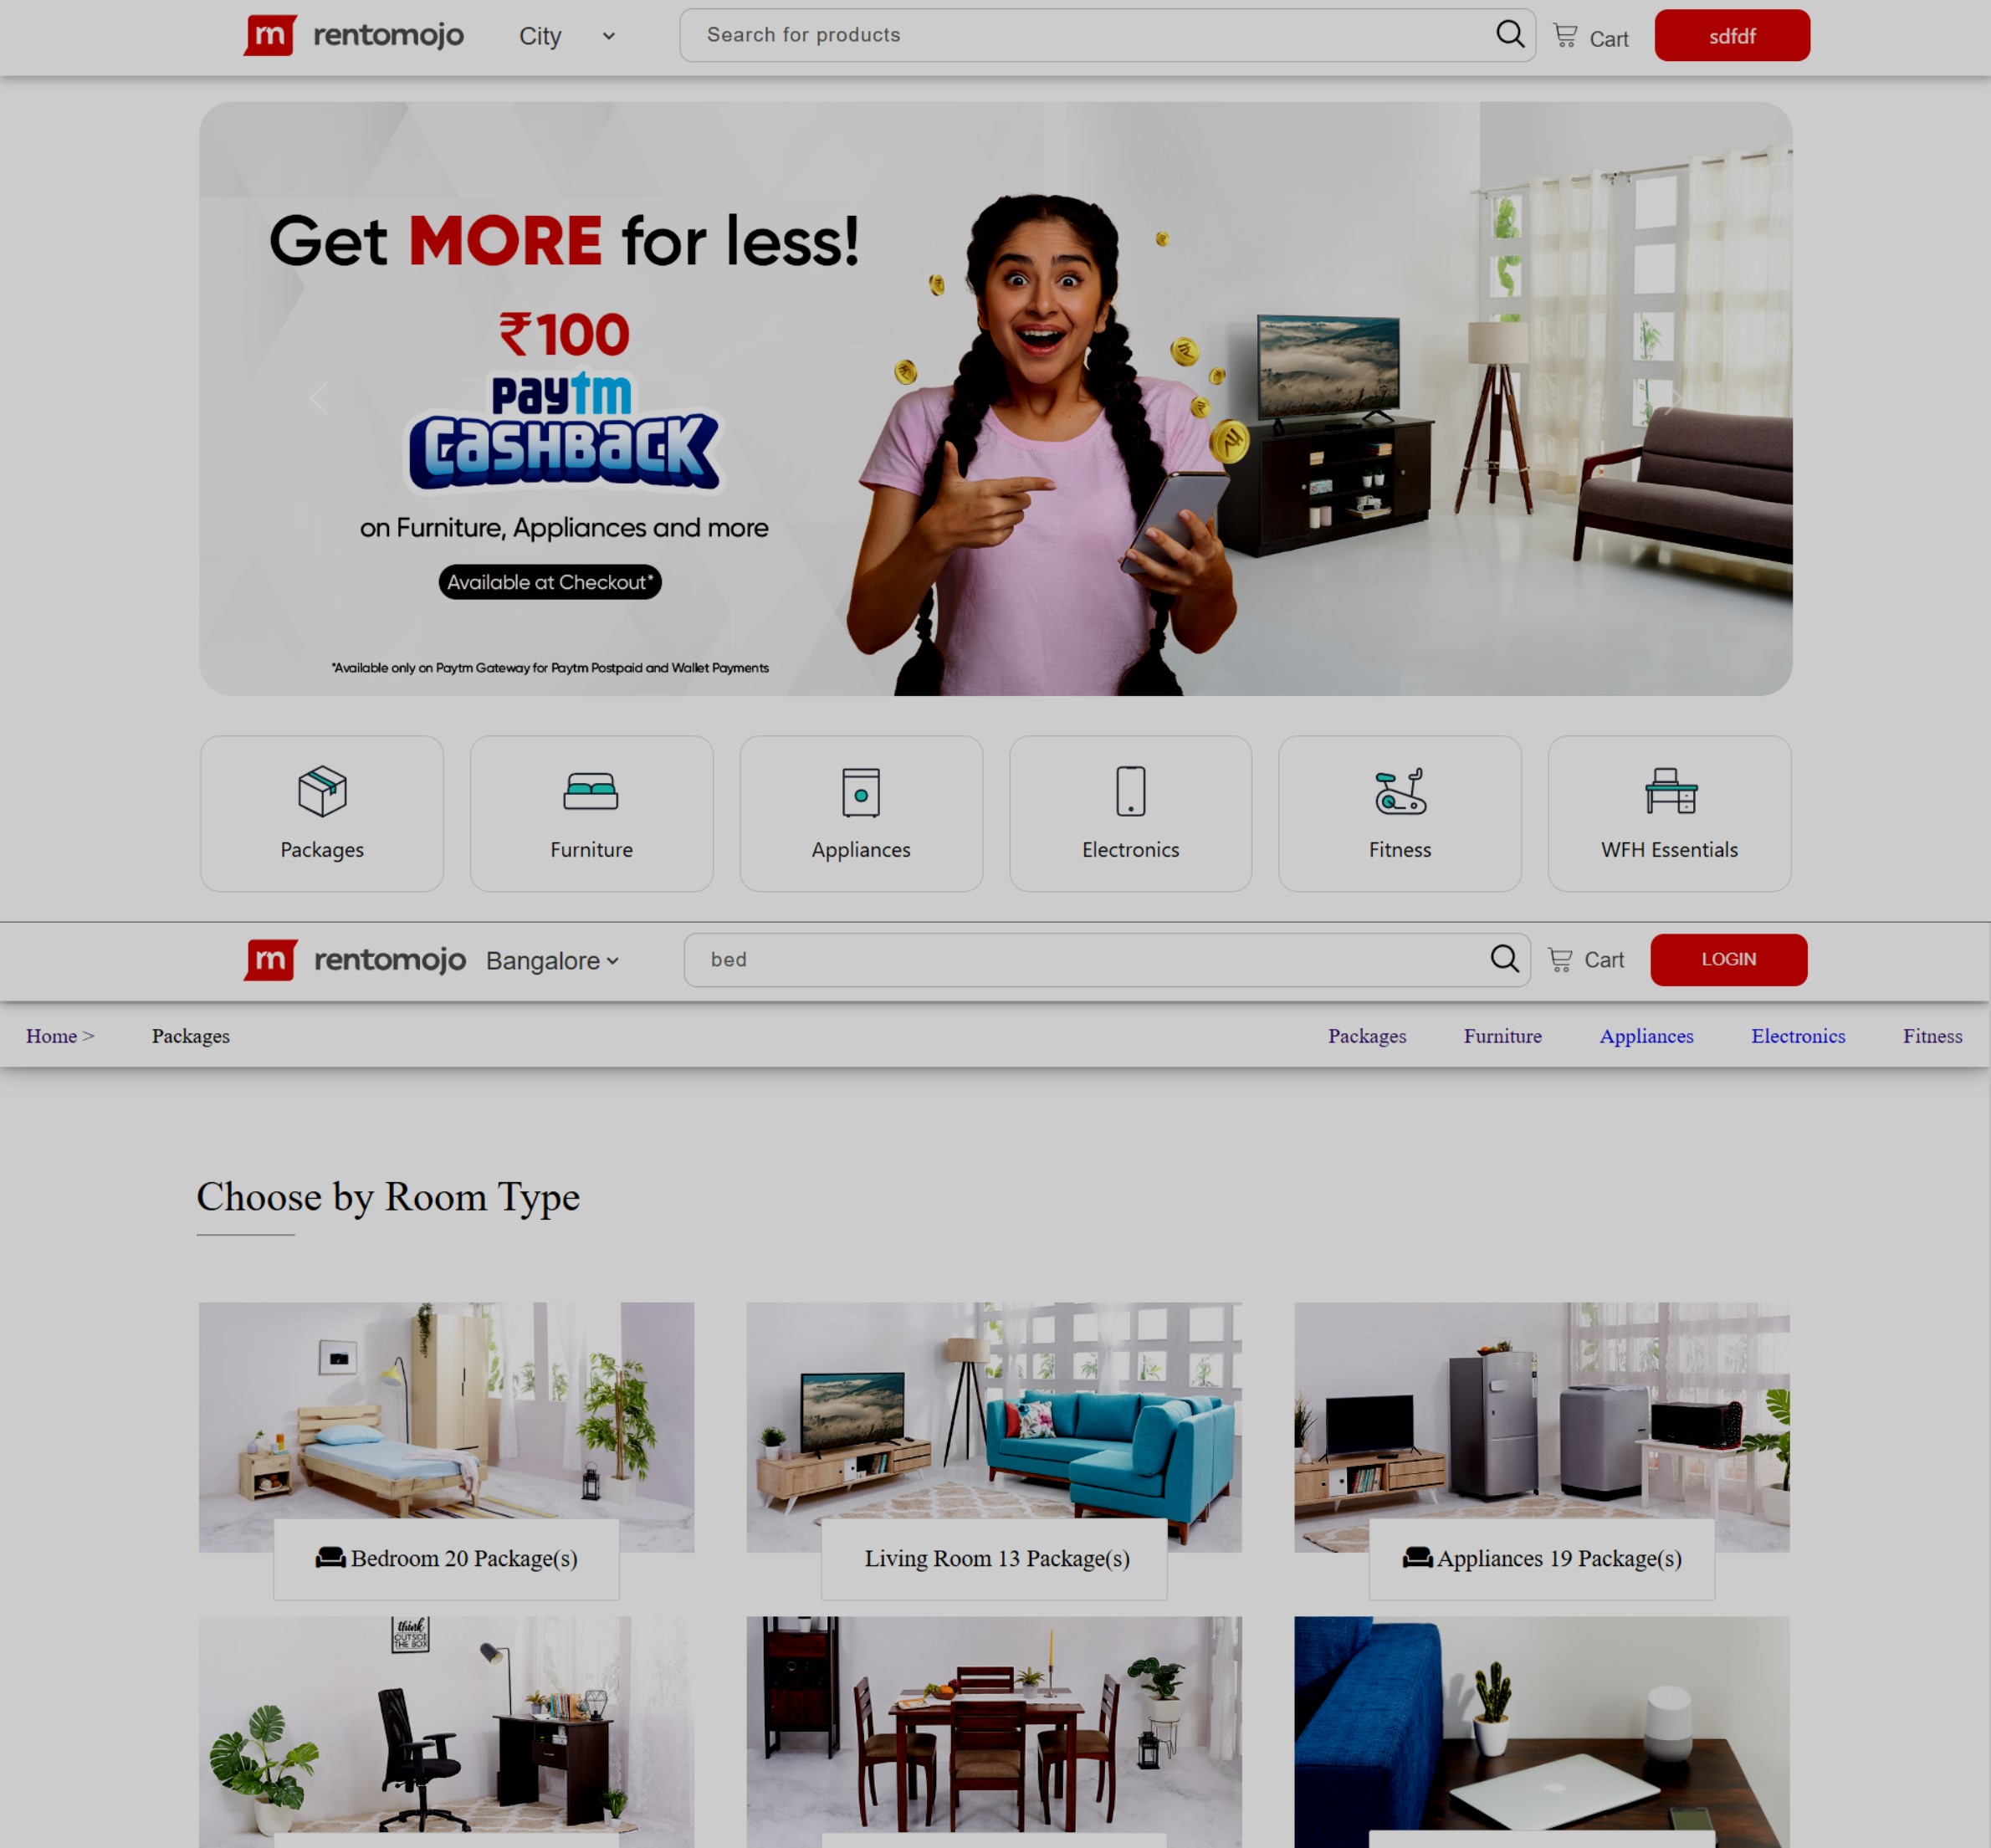 rentomojo City Search for products Cart sdfdf
Get MORE for less!
₹100
paytm
CASHBACK
on Furniture, Appliances and more
Available at Checkout*
*Available only on Paytm Gateway for Paytm Postpaid and Wallet Payments
Packages Furniture Appliances Electronics Fitness WFH Essentials
rentomojo Bangalore bed Cart LOGIN
Home > Packages Packages Furniture Appliances Electronics Fitness
Choose by Room Type
Bedroom 20 Package(s) Living Room 13 Package(s) Appliances 19 Package(s)
think
OUTSIDE
THE BOX